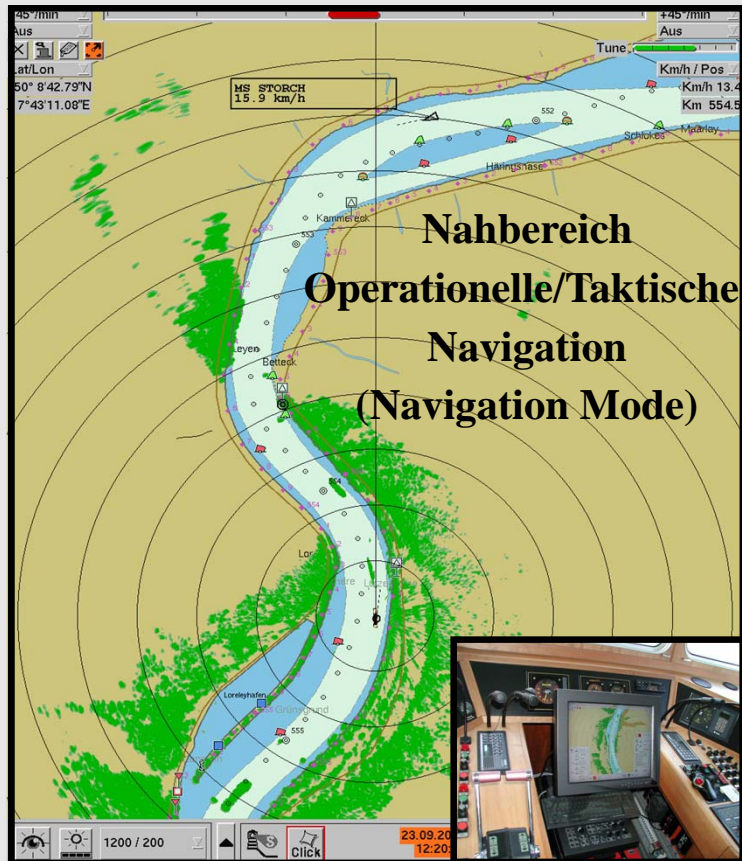 +45°/min
+45°/min
Aus
Aus
Tune
Lat/Lon
Km/h / Pos
50° 8'42.79"N
Km/h 13.4
7°43'11.08"E
Km 554.5
MS STORCH
15.9 km/h
552
Schlokes
Maarlay
Häringsnase
Kammereck
553
Nahbereich
Operationelle/Taktische
Navigation
(Navigation Mode)
Leyen
Betteck
554
Lor
Loreleyhafen
Grüngrund
555
1200 / 200
S
Click
23.09.20
12:20: